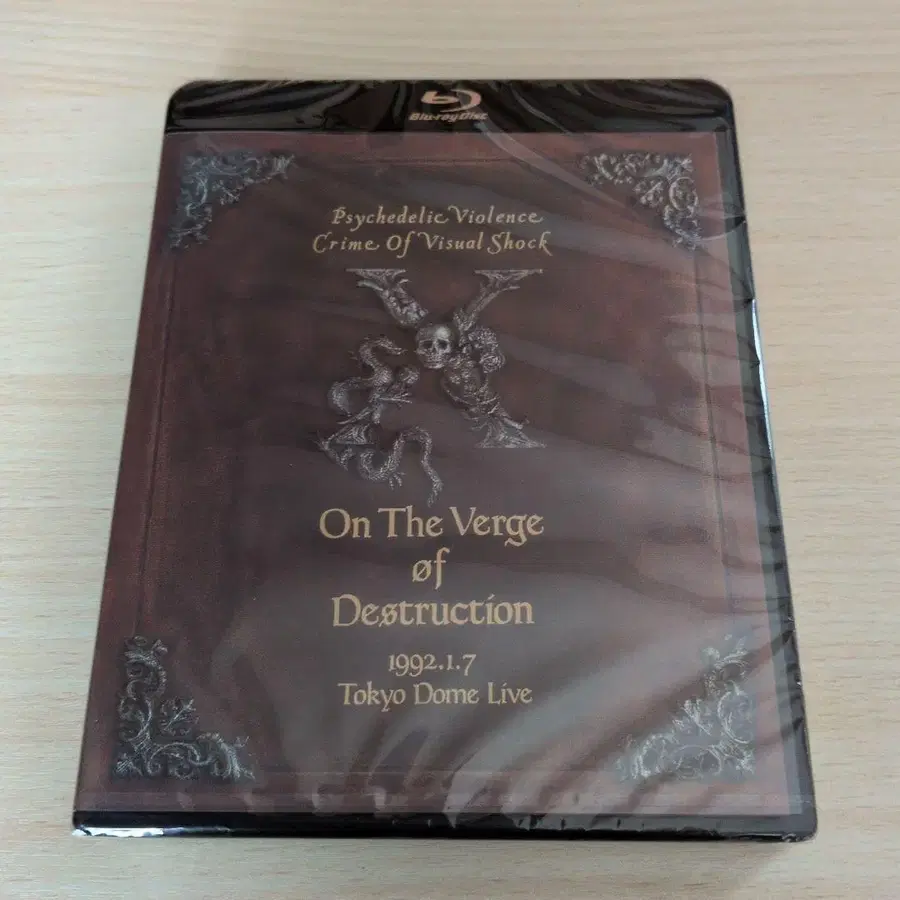 Blu-ray Disc
Psychedelic Violence
Crime Of Visual Shock
X
On The Verge
øf
Destruction
1992.1.7
Tokyo Dome Live